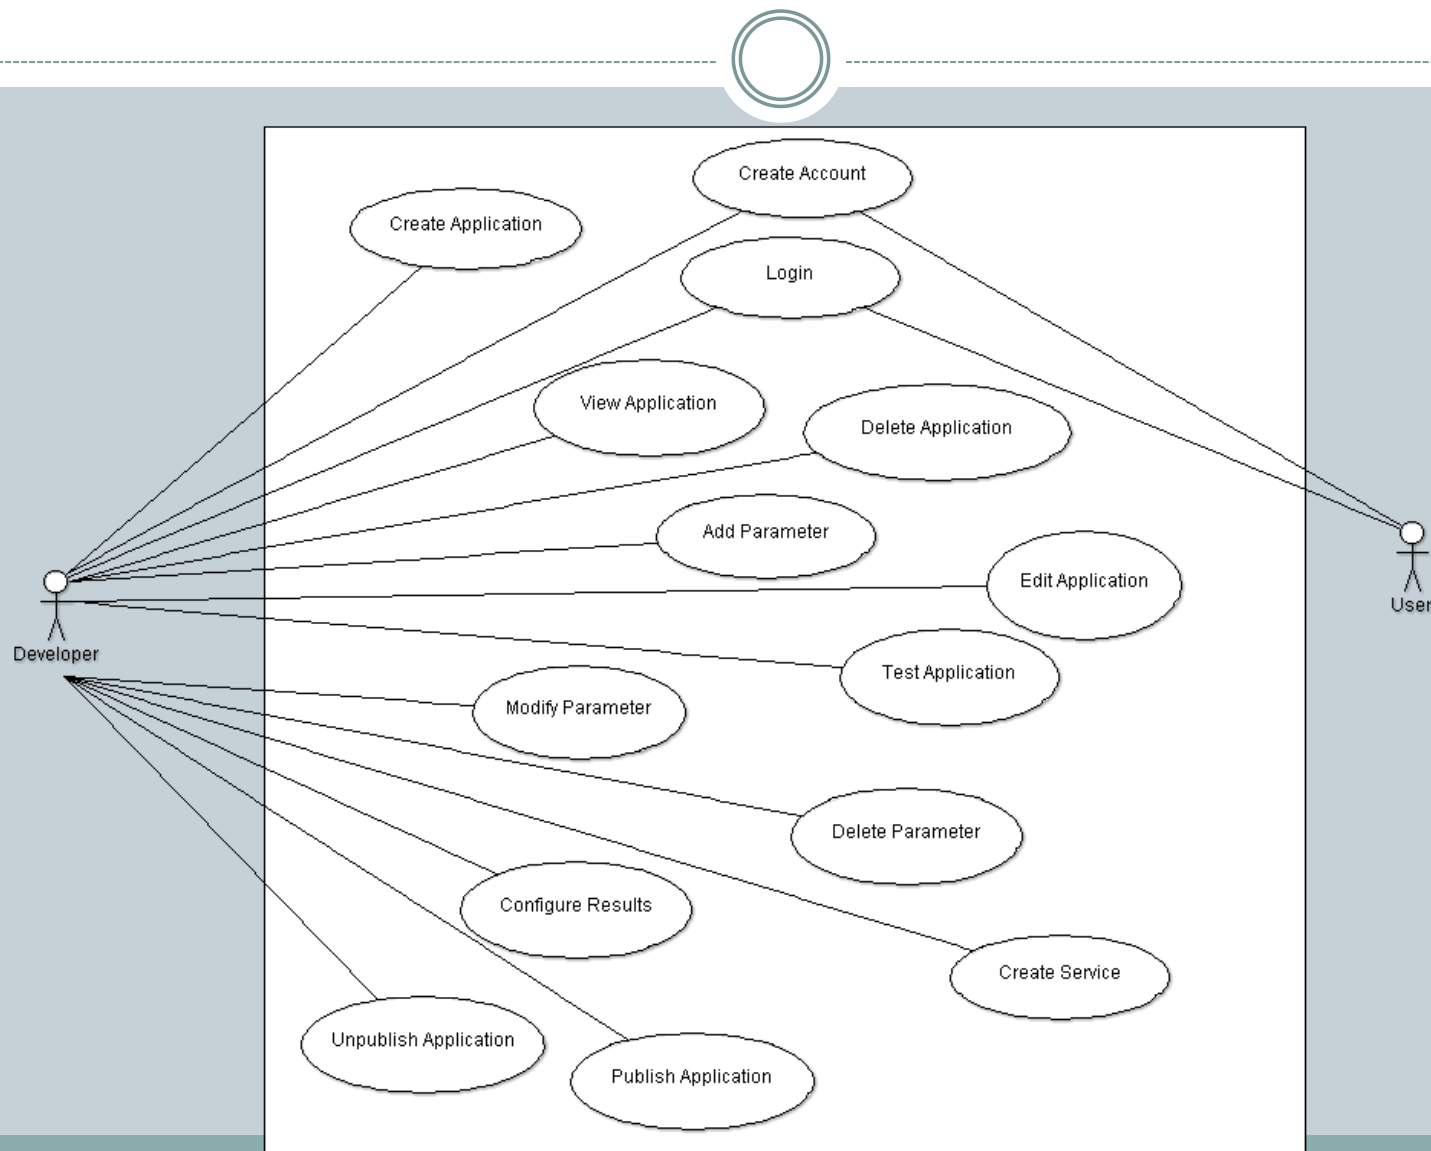 Create Account
Create Application
Login
View Application
Delete Application
Add Parameter
Edit Application
User
Developer
Test Application
Modify Parameter
Delete Parameter
Configure Results
Create Service
Unpublish Application
Publish Application